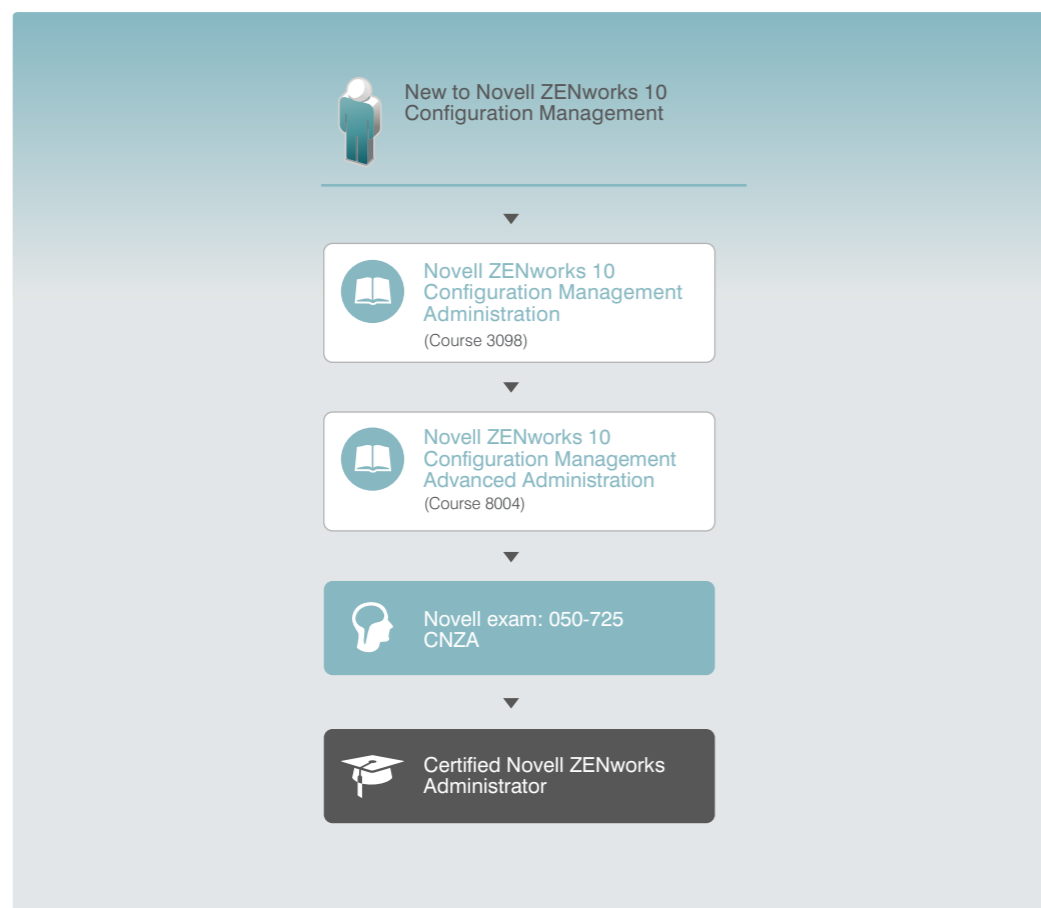 New to Novell ZENworks 10
Configuration Management
Novell ZENworks 10
Configuration Management
Administration
(Course 3098)
Novell ZENworks 10
Configuration Management
Advanced Administration
(Course 8004)
Novell exam: 050-725
CNZA
Certified Novell ZENworks
Administrator